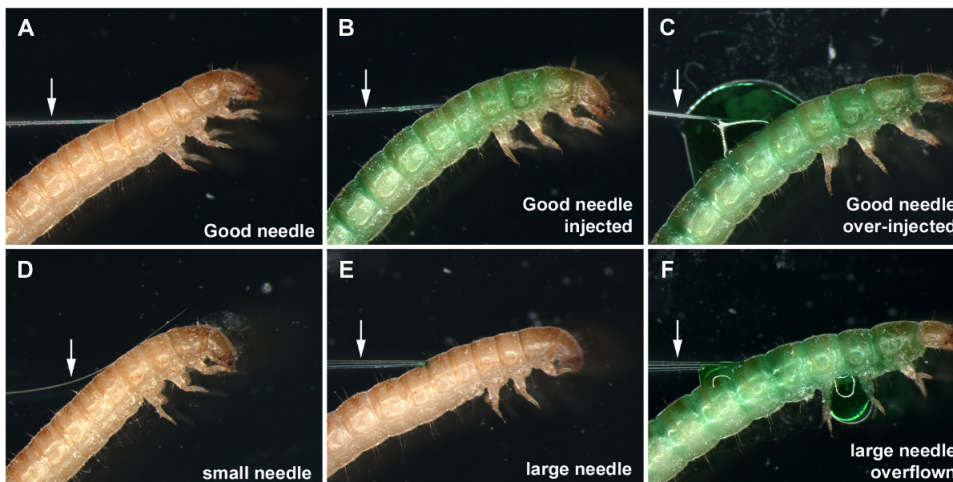 A
Good needle
B
Good needle
injected
C
Good needle
over-injected
D
small needle
E
large needle
F
large needle
overflown